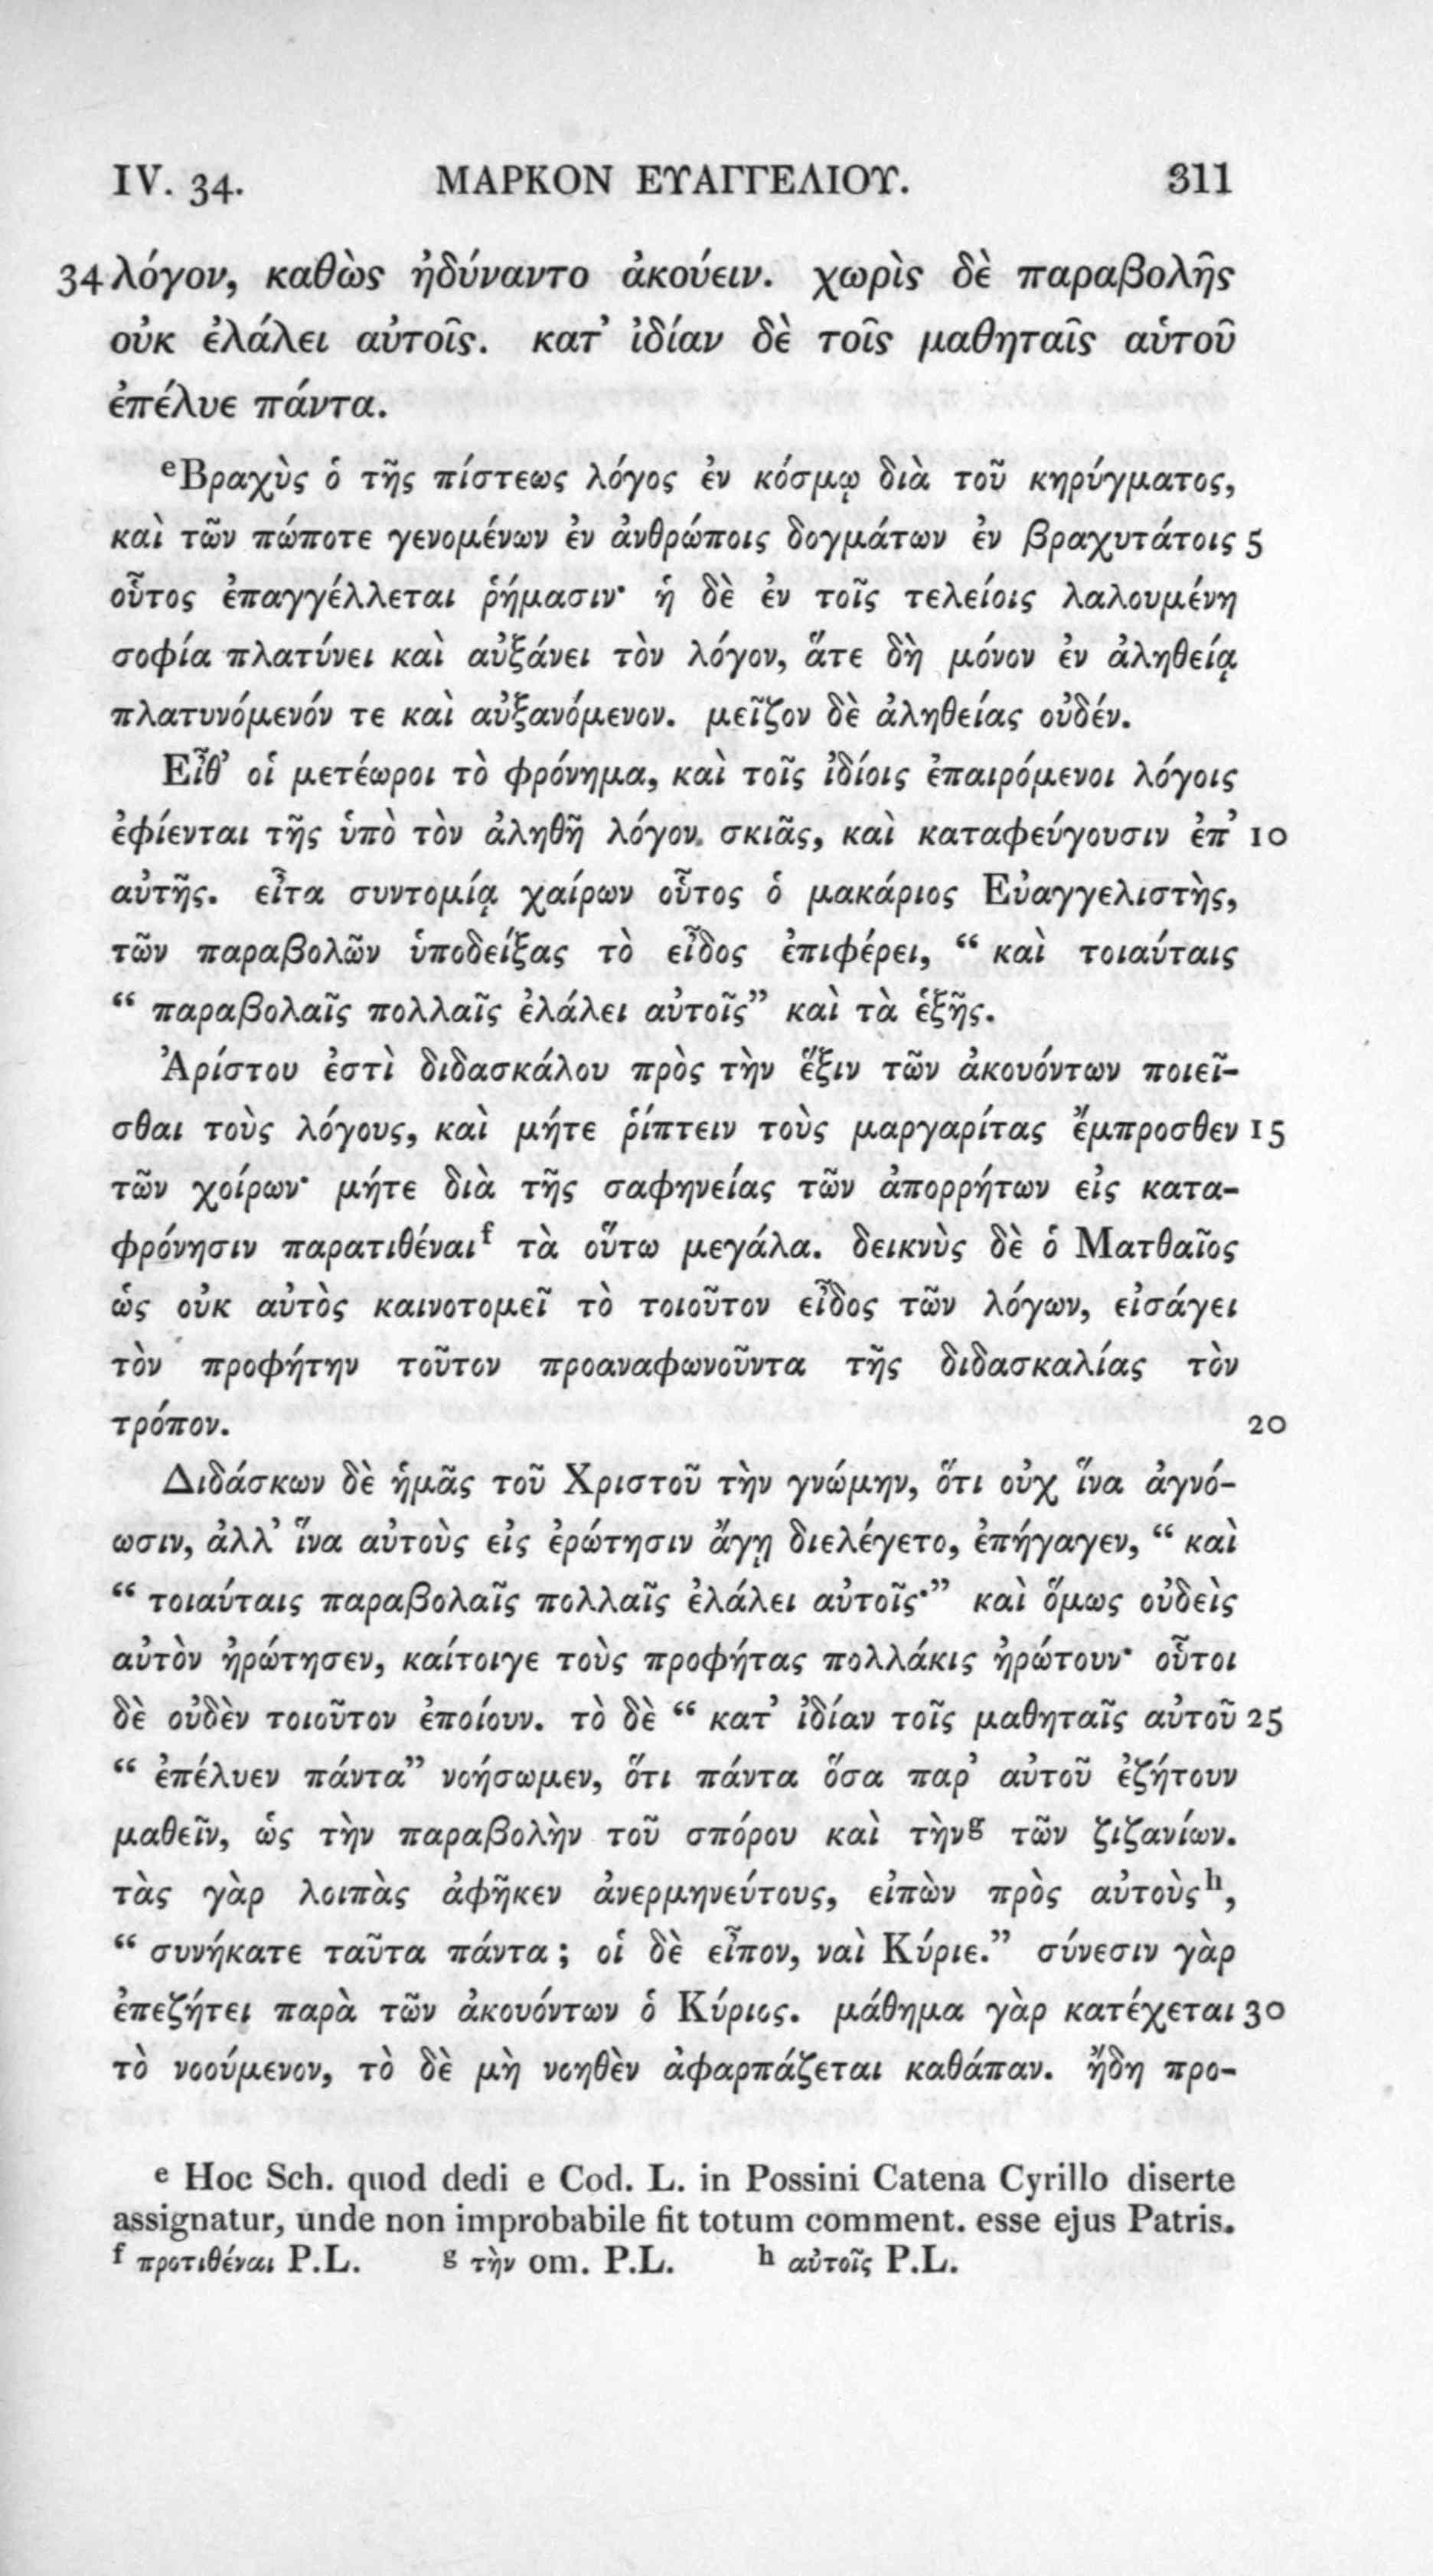 IV. 34. ΜΑΡΚΟΝ ΕΥΑΓΓΕΛΙΟΥ. 311
34 λόγον, καθὼς ἠδύναντο ἀκούειν. χωρὶς δὲ παραβολῆς
οὐκ ἐλάλει αὐτοῖς. κατ’ ἰδίαν δὲ τοῖς μαθηταῖς αὑτοῦ
ἐπέλυε πάντα.
ᵉ Βραχὺς ὁ τῆς πίστεως λόγος ἐν κόσμῳ διὰ τοῦ κηρύγματος,
καὶ τῶν πώποτε γενομένων ἐν ἀνθρώποις δογμάτων ἐν βραχυτάτοις 5
οὗτος ἐπαγγέλλεται ῥήμασιν· ἡ δὲ ἐν τοῖς τελείοις λαλουμένη
σοφία πλατύνει καὶ αὐξάνει τὸν λόγον, ἅτε δὴ μόνον ἐν ἀληθείᾳ
πλατυνόμενόν τε καὶ αὐξανόμενον. μεῖζον δὲ ἀληθείας οὐδέν.
Εἶθ’ οἱ μετέωροι τὸ φρόνημα, καὶ τοῖς ἰδίοις ἐπαιρόμενοι λόγοις
ἐφίενται τῆς ὑπὸ τὸν ἀληθῆ λόγον σκιᾶς, καὶ καταφεύγουσιν ἐπ’ 10
αὐτῆς. εἶτα συντομίᾳ χαίρων οὗτος ὁ μακάριος Εὐαγγελιστὴς,
τῶν παραβολῶν ὑποδείξας τὸ εἶδος ἐπιφέρει, “ καὶ τοιαύταις
“ παραβολαῖς πολλαῖς ἐλάλει αὐτοῖς” καὶ τὰ ἑξῆς.
Ἀρίστου ἐστὶ διδασκάλου πρὸς τὴν ἕξιν τῶν ἀκουόντων ποιεῖ-
σθαι τοὺς λόγους, καὶ μήτε ῥίπτειν τοὺς μαργαρίτας ἔμπροσθεν 15
τῶν χοίρων· μήτε διὰ τῆς σαφηνείας τῶν ἀπορρήτων εἰς κατα-
φρόνησιν παρατιθέναιᶠ τὰ οὕτω μεγάλα. δεικνὺς δὲ ὁ Ματθαῖος
ὡς οὐκ αὐτὸς καινοτομεῖ τὸ τοιοῦτον εἶδος τῶν λόγων, εἰσάγει
τὸν προφήτην τοῦτον προαναφωνοῦντα τῆς διδασκαλίας τὸν
τρόπον. 20
Διδάσκων δὲ ἡμᾶς τοῦ Χριστοῦ τὴν γνώμην, ὅτι οὐχ ἵνα ἀγνό-
ωσιν, ἀλλ’ ἵνα αὐτοὺς εἰς ἐρώτησιν ἄγῃ διελέγετο, ἐπήγαγεν, “ καὶ
“ τοιαύταις παραβολαῖς πολλαῖς ἐλάλει αὐτοῖς·” καὶ ὅμως οὐδεὶς
αὐτὸν ἠρώτησεν, καίτοιγε τοὺς προφήτας πολλάκις ἠρώτουν· οὗτοι
δὲ οὐδὲν τοιοῦτον ἐποίουν. τὸ δὲ “ κατ’ ἰδίαν τοῖς μαθηταῖς αὐτοῦ 25
“ ἐπέλυεν πάντα” νοήσωμεν, ὅτι πάντα ὅσα παρ’ αὐτοῦ ἐζήτουν
μαθεῖν, ὡς τὴν παραβολὴν τοῦ σπόρου καὶ τὴνᵍ τῶν ζιζανίων.
τὰς γὰρ λοιπὰς ἀφῆκεν ἀνερμηνεύτους, εἰπὼν πρὸς αὐτοὺςʰ,
“ συνήκατε ταῦτα πάντα ; οἱ δὲ εἶπον, ναὶ Κύριε.” σύνεσιν γὰρ
ἐπεζήτει παρὰ τῶν ἀκουόντων ὁ Κύριος. μάθημα γὰρ κατέχεται 30
τὸ νοούμενον, τὸ δὲ μὴ νοηθὲν ἀφαρπάζεται καθάπαν. ἤδη προ-
ᵉ Hoc Sch. quod dedi e Cod. L. in Possini Catena Cyrillo diserte
assignatur, unde non improbabile fit totum comment. esse ejus Patris.
ᶠ προτιθέναι P.L. ᵍ τὴν om. P.L. ʰ αὐτοῖς P.L.